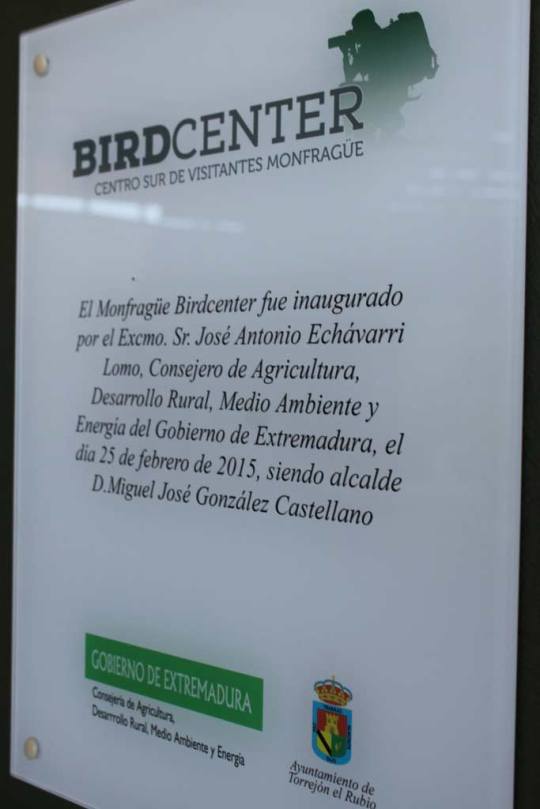 BIRDCENTER
CENTRO SUR DE VISITANTES MONFRAGÜE
El Monfragüe Birdcenter fue inaugurado
por el Excmo. Sr. José Antonio Echávarri
Lomo, Consejero de Agricultura,
Desarrollo Rural, Medio Ambiente y
Energía del Gobierno de Extremadura, el
día 25 de febrero de 2015, siendo alcalde
D.Miguel José González Castellano
GOBIERNO DE EXTREMADURA
Consejería de Agricultura,
Desarrollo Rural, Medio Ambiente y Energía
Ayuntamiento de
Torrejón el Rubio